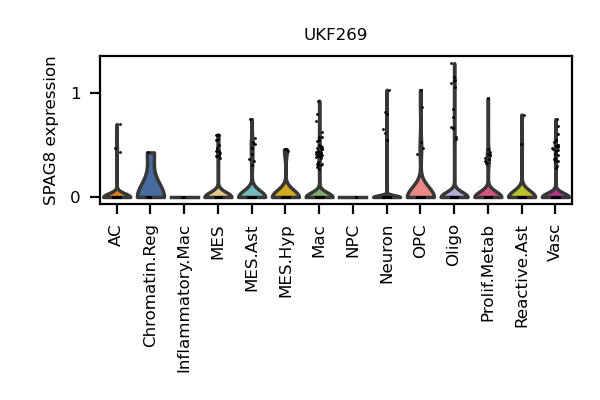 UKF269
SPAG8 expression
1
0
AC
Chromatin.Reg
Inflammatory.Mac
MES
MES.Ast
MES.Hyp
Mac
NPC
Neuron
OPC
Oligo
Prolif.Metab
Reactive.Ast
Vasc